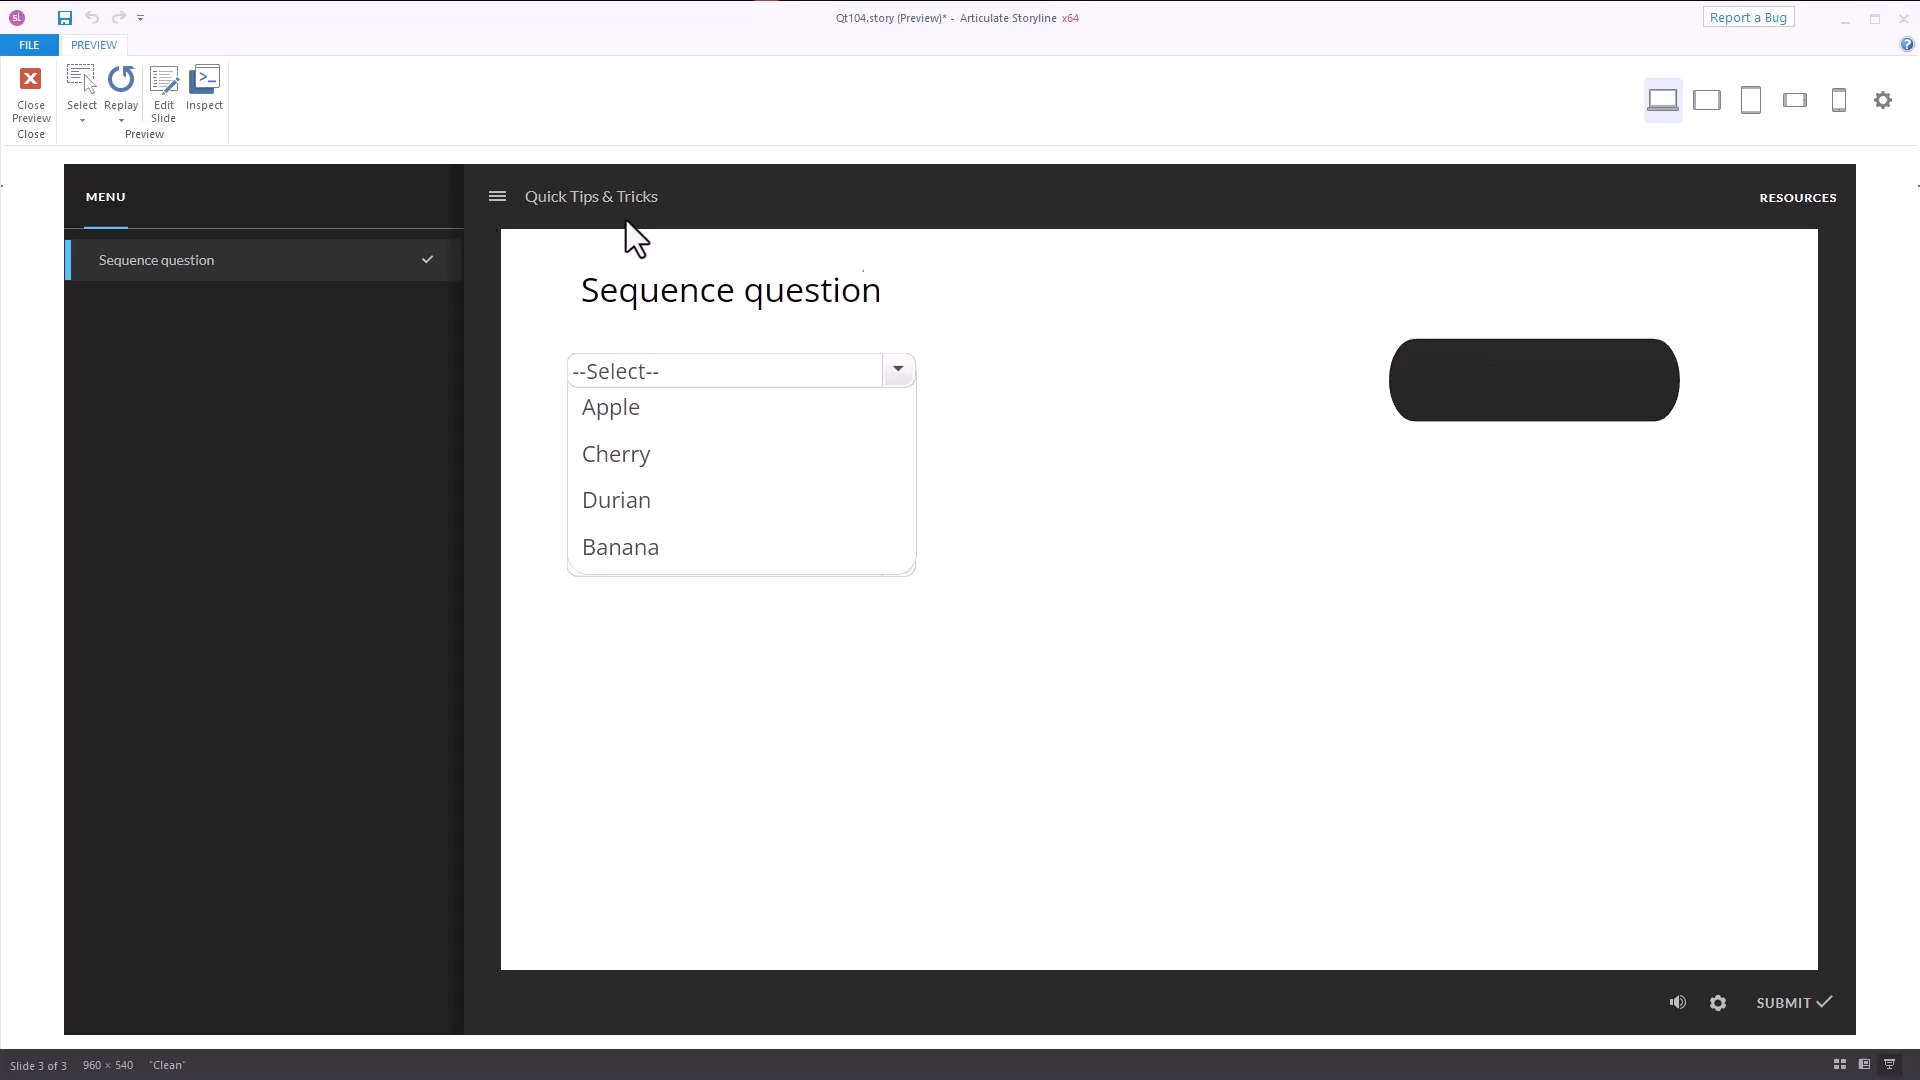 Qt104.story (Preview)* - Articulate Storyline x64
Report a Bug
FILE
PREVIEW
Close Preview
Select
Replay
Edit Slide
Inspect
Close
Preview
MENU
Quick Tips & Tricks
RESOURCES
Sequence question
Sequence question
--Select--
Apple
Cherry
Durian
Banana
SUBMIT
Slide 3 of 3
960 × 540
"Clean"